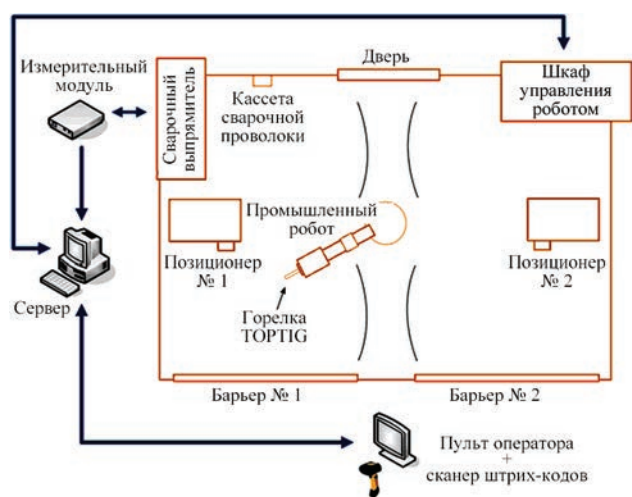 Измерительный
модуль
Сварочный
выпрямитель
Кассета
сварочной
проволоки
Дверь
Шкаф
управления
роботом
Промышленный
робот
Позиционер
№ 1
Позиционер
№ 2
Сервер
Горелка
TOPTIG
Барьер № 1
Барьер № 2
Пульт оператора
+
сканер штрих-кодов